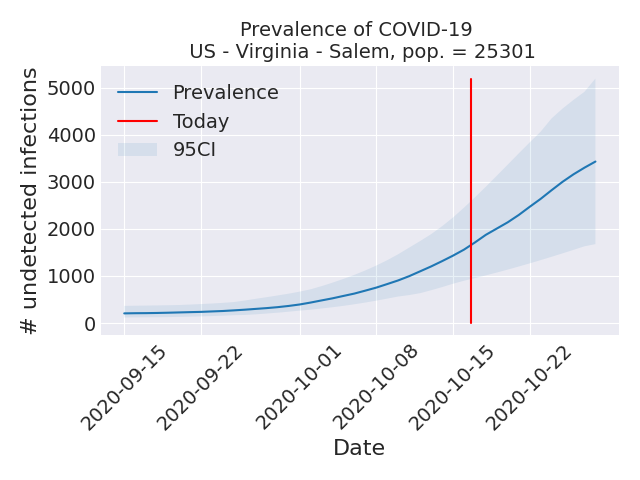 Prevalence of COVID-19
US - Virginia - Salem, pop. = 25301
# undetected infections
5000
4000
3000
2000
1000
0
Prevalence
Today
95CI
2020-09-15
2020-09-22
2020-10-01
2020-10-08
2020-10-15
2020-10-22
Date